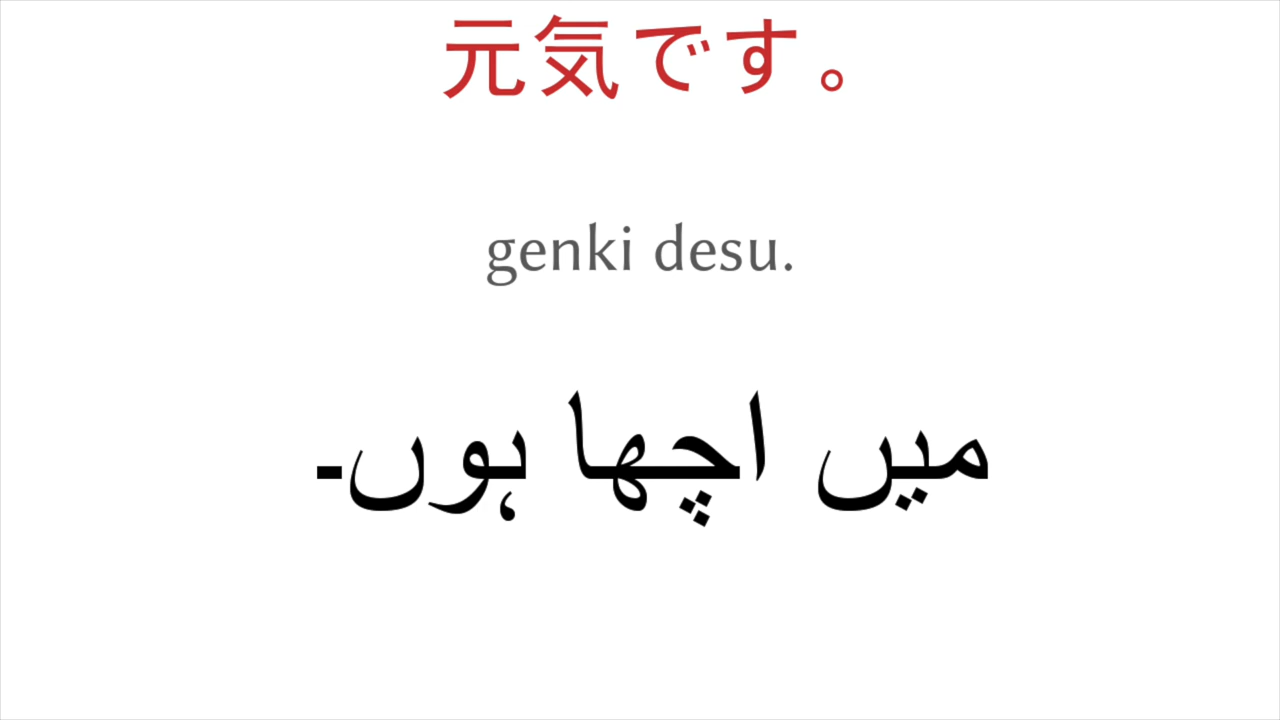 元気です。
genki desu.
میں اچھا ہوں۔